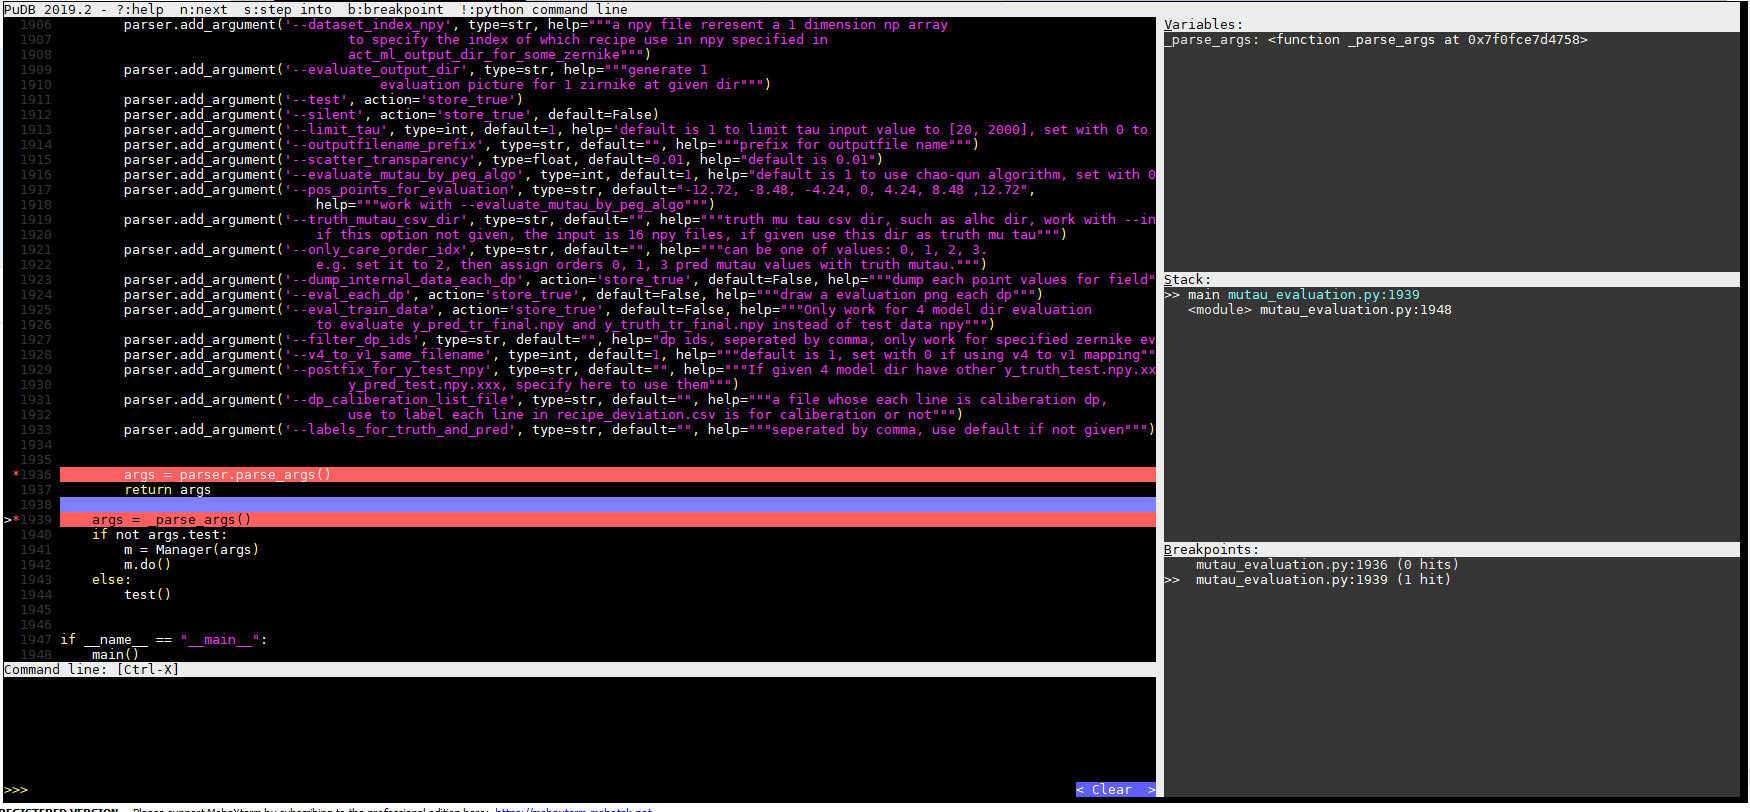 PuDB 2019.2 - ?:help  n:next  s:step into  b:breakpoint  !:python command line
1906         parser.add_argument('--dataset_index_npy', type=str, help="""a npy file reresent a 1 dimension np array
1907                                     to specify the index of which recipe use in npy specified in
1908                                     act_ml_output_dir_for_some_zernike""")
1909         parser.add_argument('--evaluate_output_dir', type=str, help="""generate 1
1910                                         evaluation picture for 1 zirnike at given dir""")
1911         parser.add_argument('--test', action='store_true')
1912         parser.add_argument('--silent', action='store_true', default=False)
1913         parser.add_argument('--limit_tau', type=int, default=1, help='default is 1 to limit tau input value to [20, 2000], set with 0 to
1914         parser.add_argument('--outputfilename_prefix', type=str, default="", help="""prefix for outputfile name""")
1915         parser.add_argument('--scatter_transparency', type=float, default=0.01, help="default is 0.01")
1916         parser.add_argument('--evaluate_mutau_by_peg_algo', type=int, default=1, help="default is 1 to use chao-qun algorithm, set with 0
1917         parser.add_argument('--pos_points_for_evaluation', type=str, default="-12.72, -8.48, -4.24, 0, 4.24, 8.48 ,12.72",
1918                                 help="""work with --evaluate_mutau_by_peg_algo""")
1919         parser.add_argument('--truth_mutau_csv_dir', type=str, default="", help="""truth mu tau csv dir, such as alhc dir, work with --in
1920                                 if this option not given, the input is 16 npy files, if given use this dir as truth mu tau""")
1921         parser.add_argument('--only_care_order_idx', type=str, default="", help="""can be one of values: 0, 1, 2, 3.
1922                                 e.g. set it to 2, then assign orders 0, 1, 3 pred mutau values with truth mutau.""")
1923         parser.add_argument('--dump_internal_data_each_dp', action='store_true', default=False, help="""dump each point values for field"
1924         parser.add_argument('--eval_each_dp', action='store_true', default=False, help="""draw a evaluation png each dp""")
1925         parser.add_argument('--eval_train_data', action='store_true', default=False, help="""Only work for 4 model dir evaluation
1926                                 to evaluate y_pred_tr_final.npy and y_truth_tr_final.npy instead of test data npy""")
1927         parser.add_argument('--filter_dp_ids', type=str, default="", help="dp ids, seperated by comma, only work for specified zernike ev
1928         parser.add_argument('--v4_to_v1_same_filename', type=int, default=1, help="""default is 1, set with 0 if using v4 to v1 mapping""
1929         parser.add_argument('--postfix_for_y_test_npy', type=str, default="", help="""If given 4 model dir have other y_truth_test.npy.xx
1930                                     y_pred_test.npy.xxx, specify here to use them""")
1931         parser.add_argument('--dp_caliberation_list_file', type=str, default="", help="""a file whose each line is caliberation dp,
1932                                     use to label each line in recipe_deviation.csv is for caliberation or not""")
1933         parser.add_argument('--labels_for_truth_and_pred', type=str, default="", help="""seperated by comma, use default if not given""")
1934
1935
*1936         args = parser.parse_args()
1937         return args
1938
>*1939     args = _parse_args()
1940     if not args.test:
1941         m = Manager(args)
1942         m.do()
1943     else:
1944         test()
1945
1946
1947 if __name__ == "__main__":
1948     main()
Command line: [Ctrl-X]
>>>
< Clear  >
Variables:
_parse_args: <function _parse_args at 0x7f0fce7d4758>
Stack:
>> main mutau_evaluation.py:1939
<module> mutau_evaluation.py:1948
Breakpoints:
mutau_evaluation.py:1936 (0 hits)
>>  mutau_evaluation.py:1939 (1 hit)